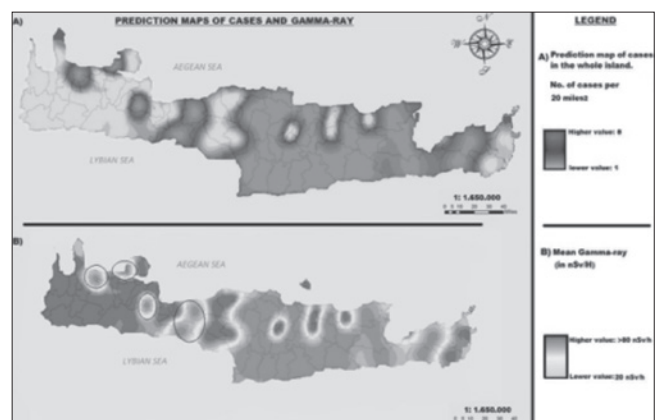 A)
PREDICTION MAPS OF CASES AND GAMMA-RAY
AEGEAN SEA
LYBIAN SEA
1: 1.650.000
B)
AEGEAN SEA
LYBIAN SEA
1: 1.650.000
LEGEND
A) Prediction map of cases
in the whole island.
No. of cases per
20 miles2
Higher value: 8
lower value: 1
B) Mean Gamma-ray
(in nSv/H)
Higher value: >80 nSv/h
Lower value:20 nSv/h